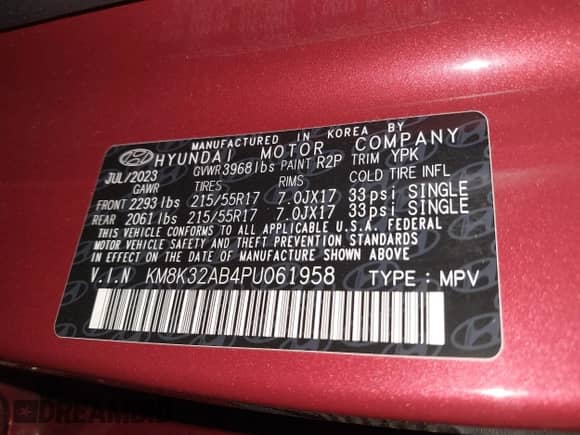 MANUFACTURED IN KOREA BY
HYUNDAI MOTOR COMPANY
JUL/2023 GVWR 3968 lbs PAINT R2P TRIM YPK
GAWR TIRES RIMS COLD TIRE INFL
FRONT 2293 lbs 215/55R17 7.0JX17 33psi SINGLE
REAR 2061 lbs 215/55R17 7.0JX17 33psi SINGLE
THIS VEHICLE CONFORMS TO ALL APPLICABLE U.S.A. FEDERAL
MOTOR VEHICLE SAFETY AND THEFT PREVENTION STANDARDS
IN EFFECT ON THE DATE OF MANUFACTURE SHOWN ABOVE.
V.I.N KM8K32AB4PU061958 TYPE : MPV
DREAMBID